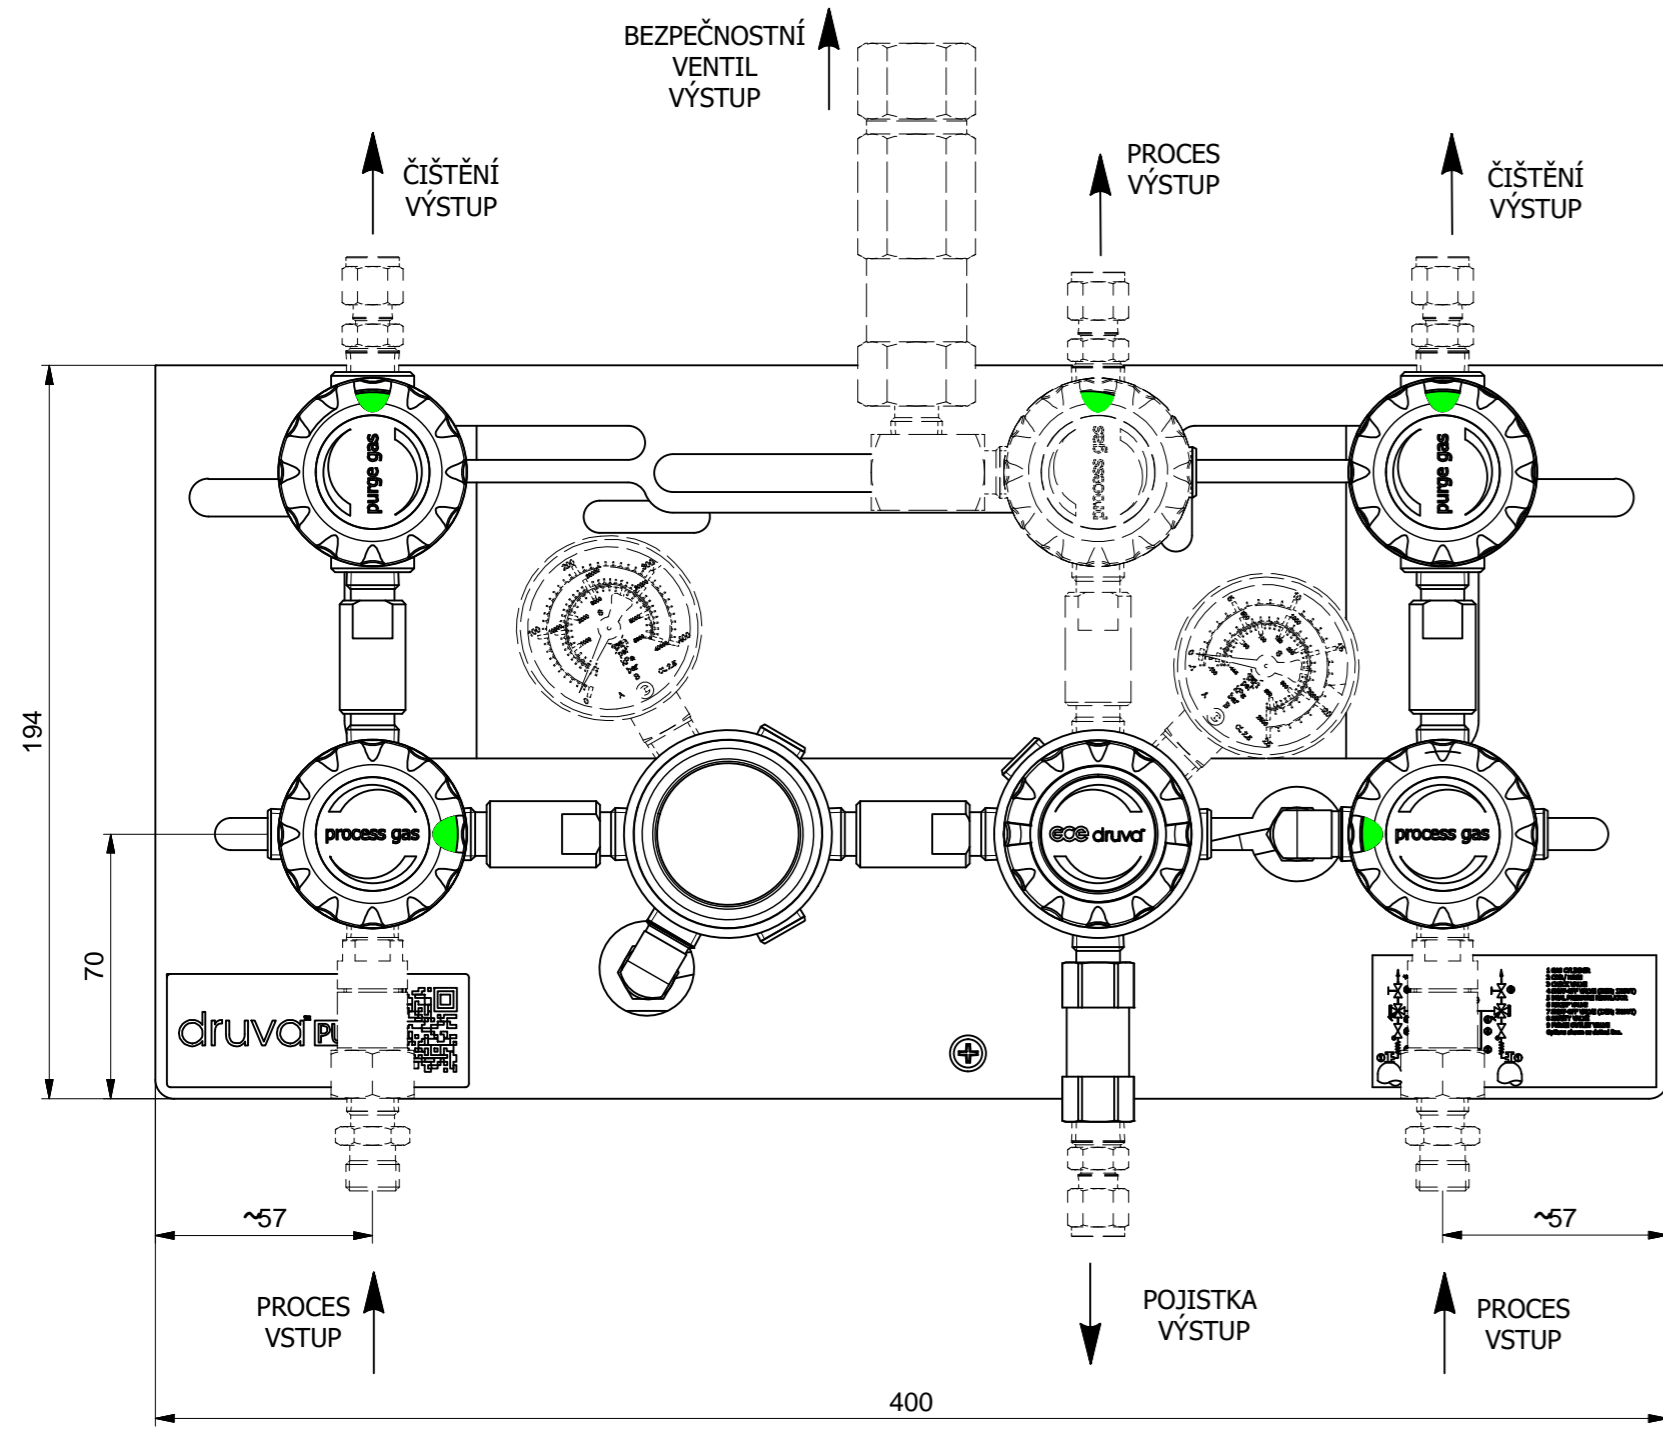 BEZPEČNOSTNÍ
VENTIL
VÝSTUP
ČIŠTĚNÍ
VÝSTUP
PROCES
VÝSTUP
ČIŠTĚNÍ
VÝSTUP
purge gas
process gas
purge gas
194
process gas
ece druva
process gas
70
druva
~57
~57
PROCES
VSTUP
POJISTKA
VÝSTUP
PROCES
VSTUP
400